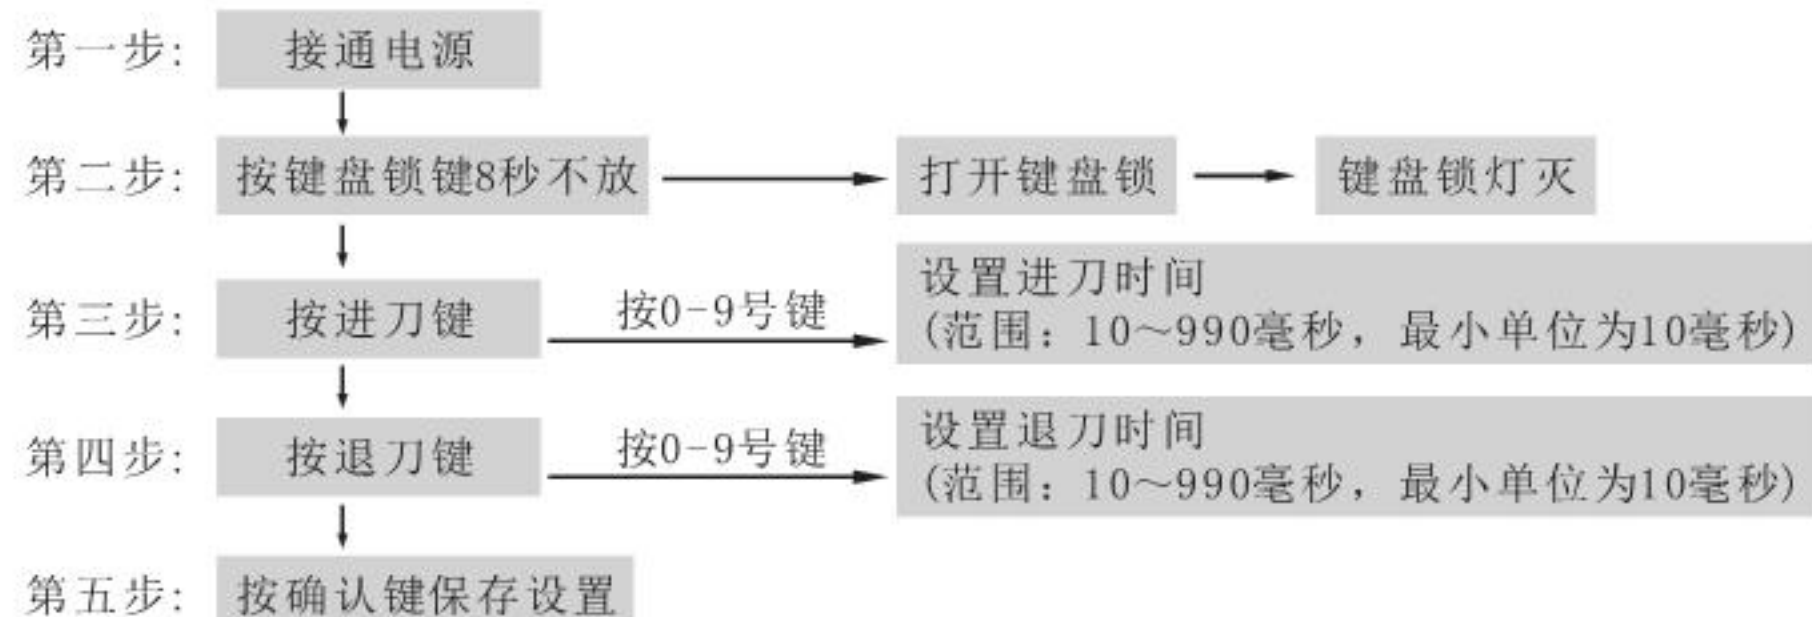 第一步: 接通电源
第二步: 按键盘锁键8秒不放 打开键盘锁 键盘锁灯灭
第三步: 按进刀键 按0-9号键 设置进刀时间
(范围：10～990毫秒，最小单位为10毫秒)
第四步: 按退刀键 按0-9号键 设置退刀时间
(范围：10～990毫秒，最小单位为10毫秒)
第五步: 按确认键保存设置